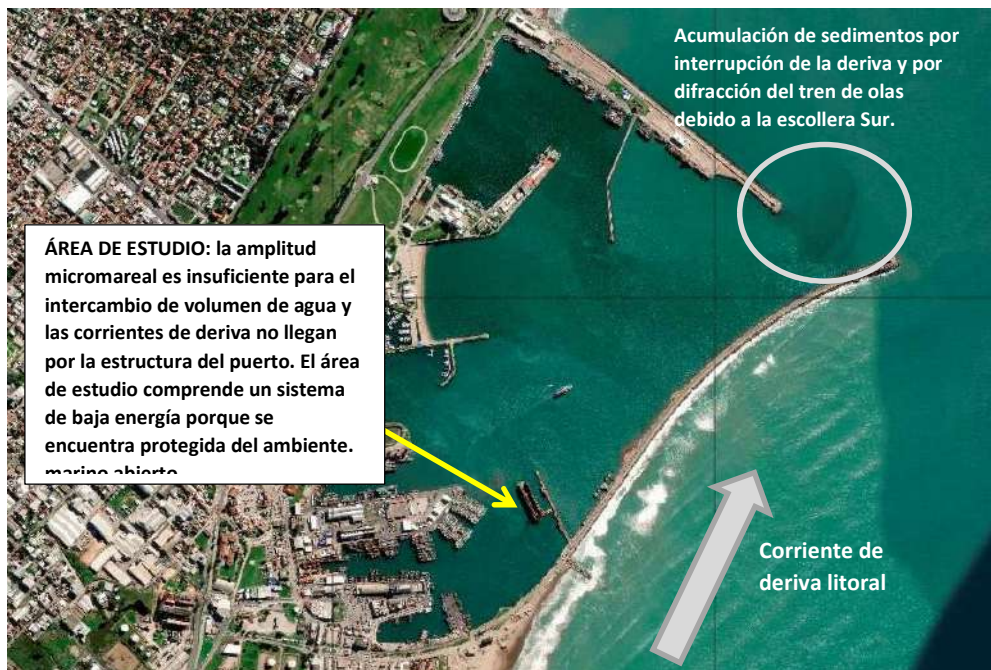 Acumulación de sedimentos por
interrupción de la deriva y por
difracción del tren de olas
debido a la escollera Sur.
ÁREA DE ESTUDIO: la amplitud
micromareal es insuficiente para el
intercambio de volumen de agua y
las corrientes de deriva no llegan
por la estructura del puerto. El área
de estudio comprende un sistema
de baja energía porque se
encuentra protegida del ambiente.
marino abierto
Corriente de
deriva litoral